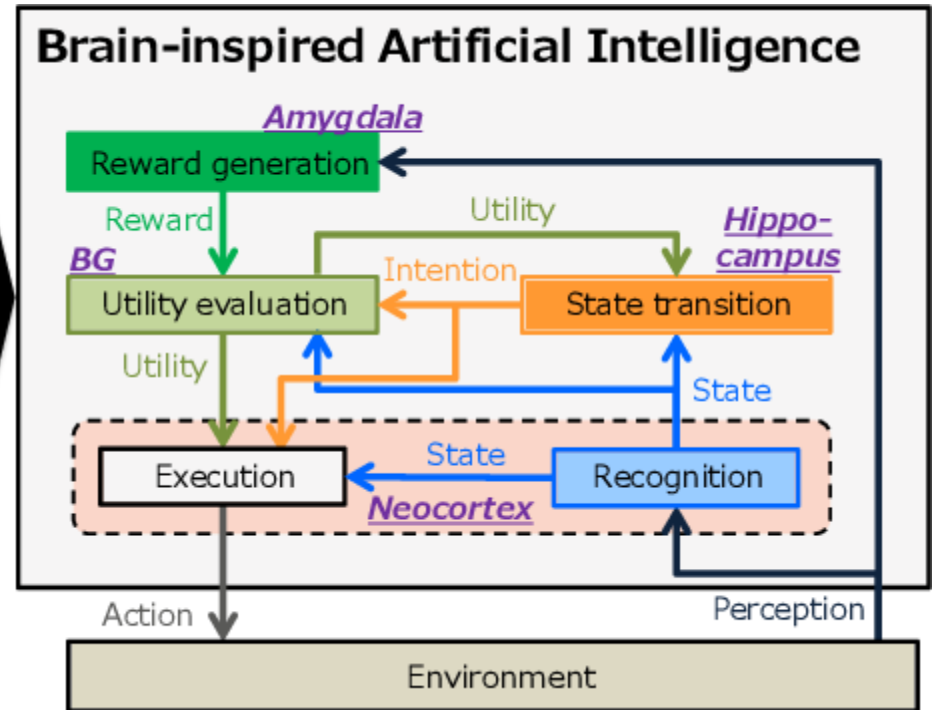 Brain-inspired Artificial Intelligence
Amygdala
Reward generation
Reward
Utility
Hippo-
campus
BG
Intention
Utility evaluation
State transition
Utility
State
Execution
State
Recognition
Neocortex
Action
Perception
Environment